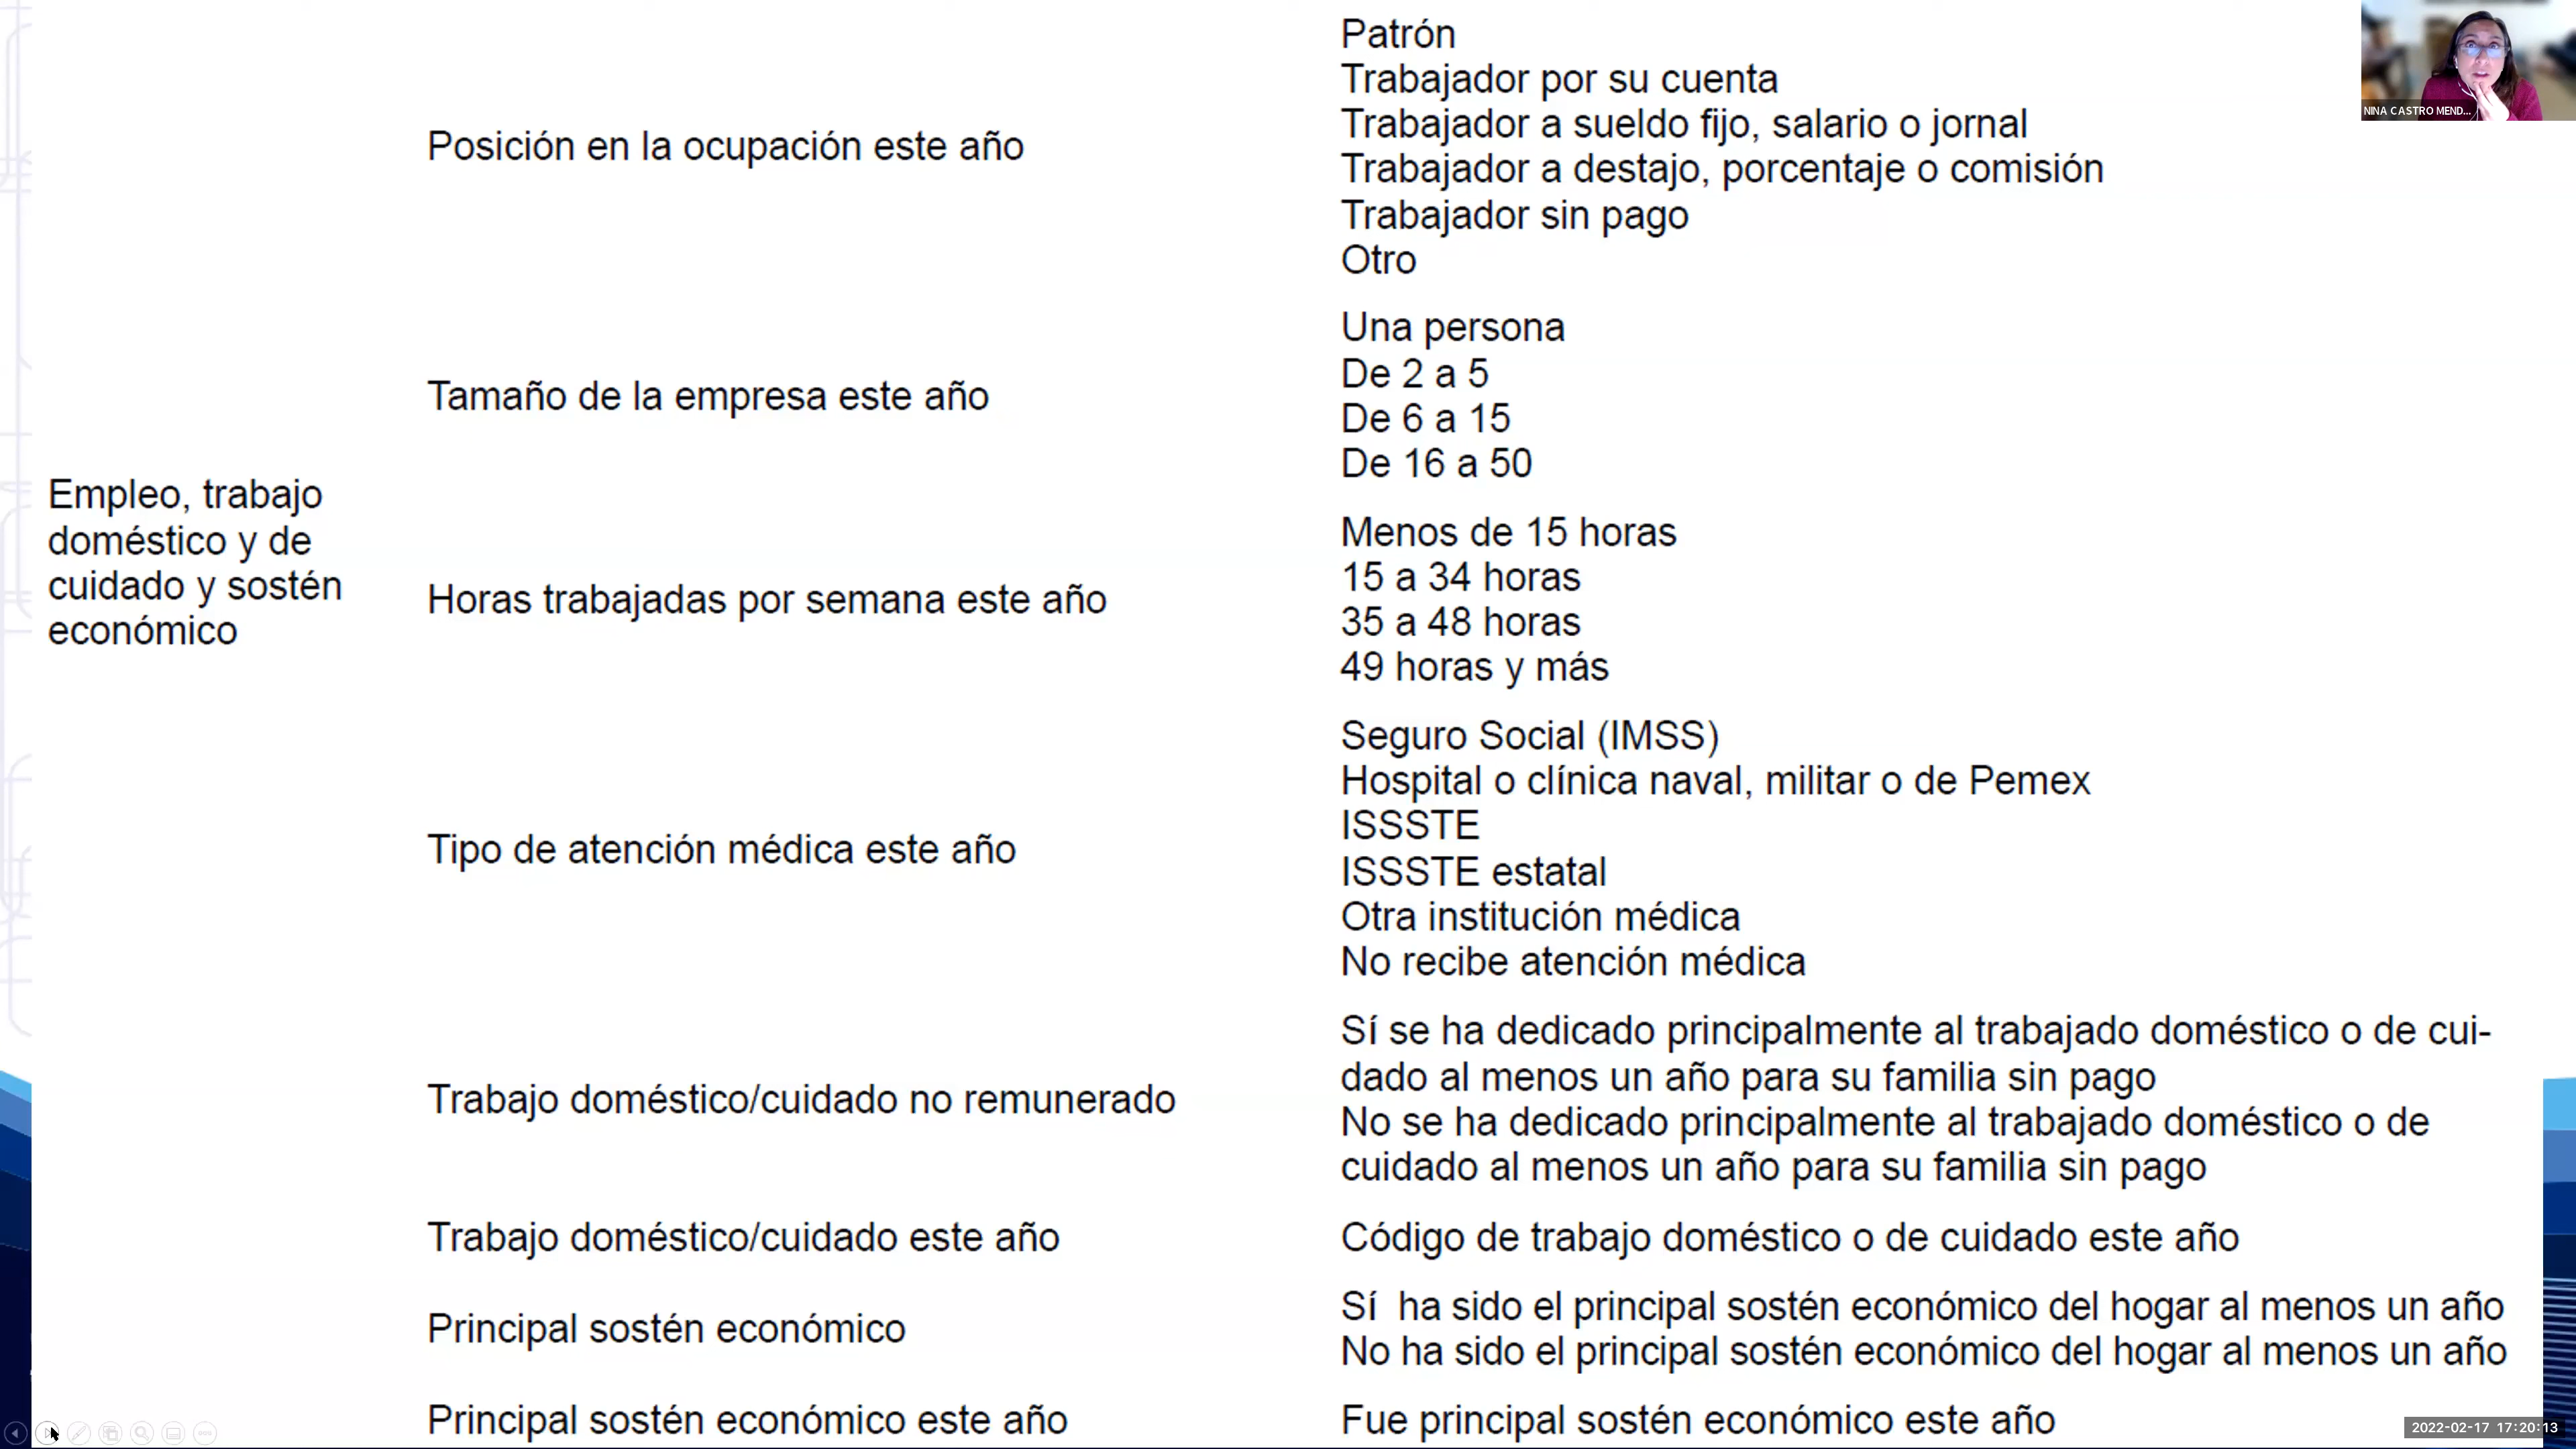 Empleo, trabajo
doméstico y de
cuidado y sostén
económico
Posición en la ocupación este año
Patrón
Trabajador por su cuenta
Trabajador a sueldo fijo, salario o jornal
Trabajador a destajo, porcentaje o comisión
Trabajador sin pago
Otro
Tamaño de la empresa este año
Una persona
De 2 a 5
De 6 a 15
De 16 a 50
Horas trabajadas por semana este año
Menos de 15 horas
15 a 34 horas
35 a 48 horas
49 horas y más
Tipo de atención médica este año
Seguro Social (IMSS)
Hospital o clínica naval, militar o de Pemex
ISSSTE
ISSSTE estatal
Otra institución médica
No recibe atención médica
Trabajo doméstico/cuidado no remunerado
Sí se ha dedicado principalmente al trabajado doméstico o de cui-
dado al menos un año para su familia sin pago
No se ha dedicado principalmente al trabajado doméstico o de
cuidado al menos un año para su familia sin pago
Trabajo doméstico/cuidado este año
Código de trabajo doméstico o de cuidado este año
Principal sostén económico
Sí ha sido el principal sostén económico del hogar al menos un año
No ha sido el principal sostén económico del hogar al menos un año
Principal sostén económico este año
Fue principal sostén económico este año
NINA CASTRO MEND...
2022-02-17 17:20:13